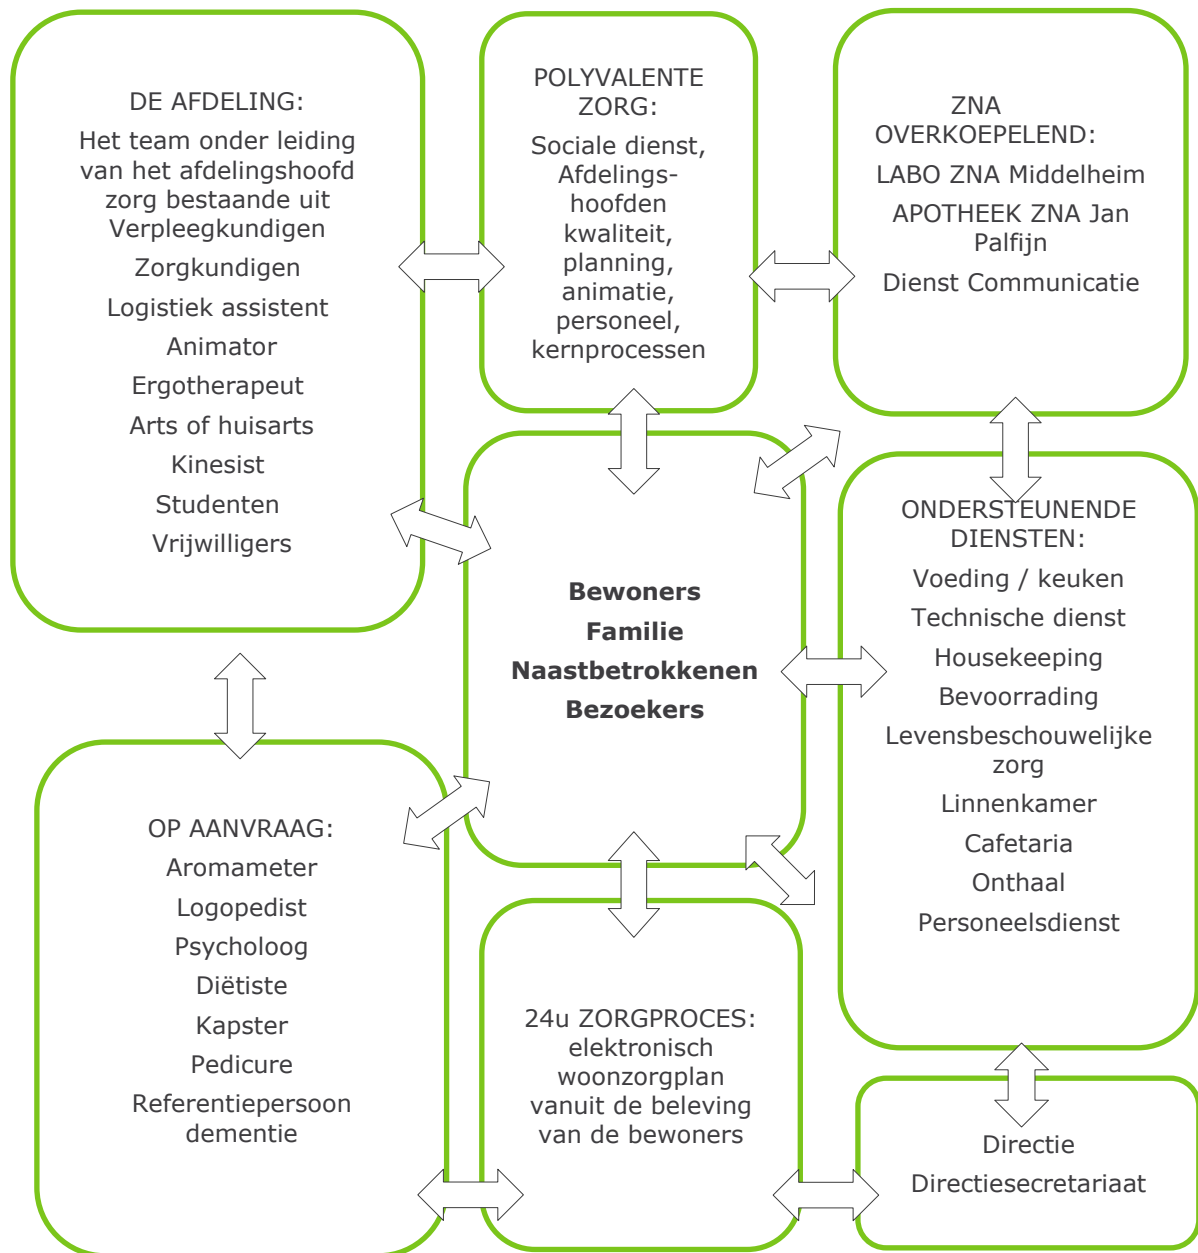 DE AFDELING:
Het team onder leiding
van het afdelingshoofd
zorg bestaande uit
Verpleegkundigen
Zorgkundigen
Logistiek assistent
Animator
Ergotherapeut
Arts of huisarts
Kinesist
Studenten
Vrijwilligers
POLYVALENTE
ZORG:
Sociale dienst,
Afdelings-
hoofden
kwaliteit,
planning,
animatie,
personeel,
kernprocessen
ZNA
OVERKOEPELEND:
LABO ZNA Middelheim
APOTHEEK ZNA Jan
Palfijn
Dienst Communicatie
Bewoners
Familie
Naastbetrokkenen
Bezoekers
ONDERSTEUNENDE
DIENSTEN:
Voeding / keuken
Technische dienst
Housekeeping
Bevoorrading
Levensbeschouwelijke
zorg
Linnenkamer
Cafetaria
Onthaal
Personeelsdienst
OP AANVRAAG:
Aromameter
Logopedist
Psycholoog
Diëtiste
Kapster
Pedicure
Referentiepersoon
dementie
24u ZORGPROCES:
elektronisch
woonzorgplan
vanuit de beleving
van de bewoners
Directie
Directiesecretariaat